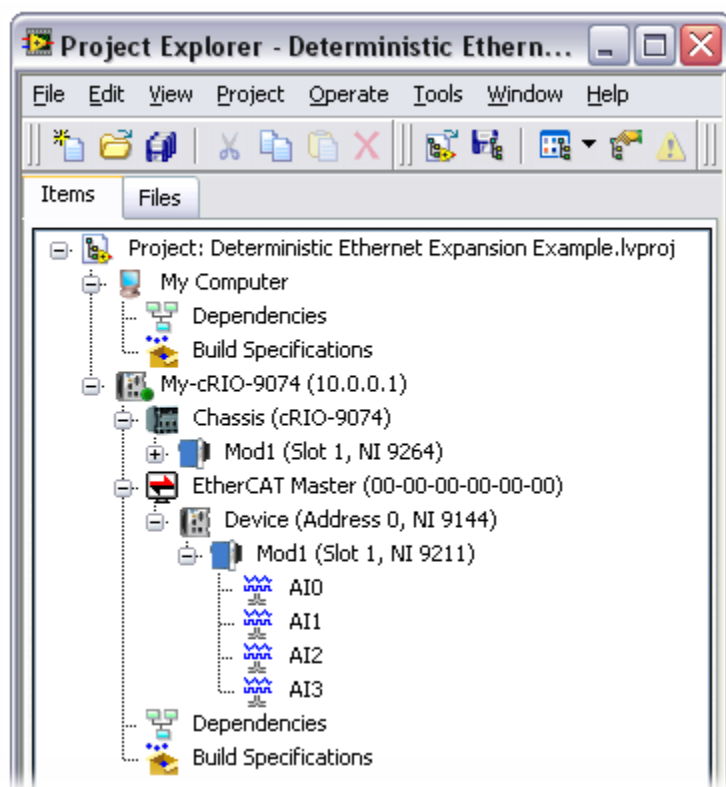 Project Explorer - Deterministic Ethern...
File Edit View Project Operate Tools Window Help
Items Files
Project: Deterministic Ethernet Expansion Example.lvproj
My Computer
Dependencies
Build Specifications
My-cRIO-9074 (10.0.0.1)
Chassis (cRIO-9074)
Mod1 (Slot 1, NI 9264)
EtherCAT Master (00-00-00-00-00-00)
Device (Address 0, NI 9144)
Mod1 (Slot 1, NI 9211)
AI0
AI1
AI2
AI3
Dependencies
Build Specifications